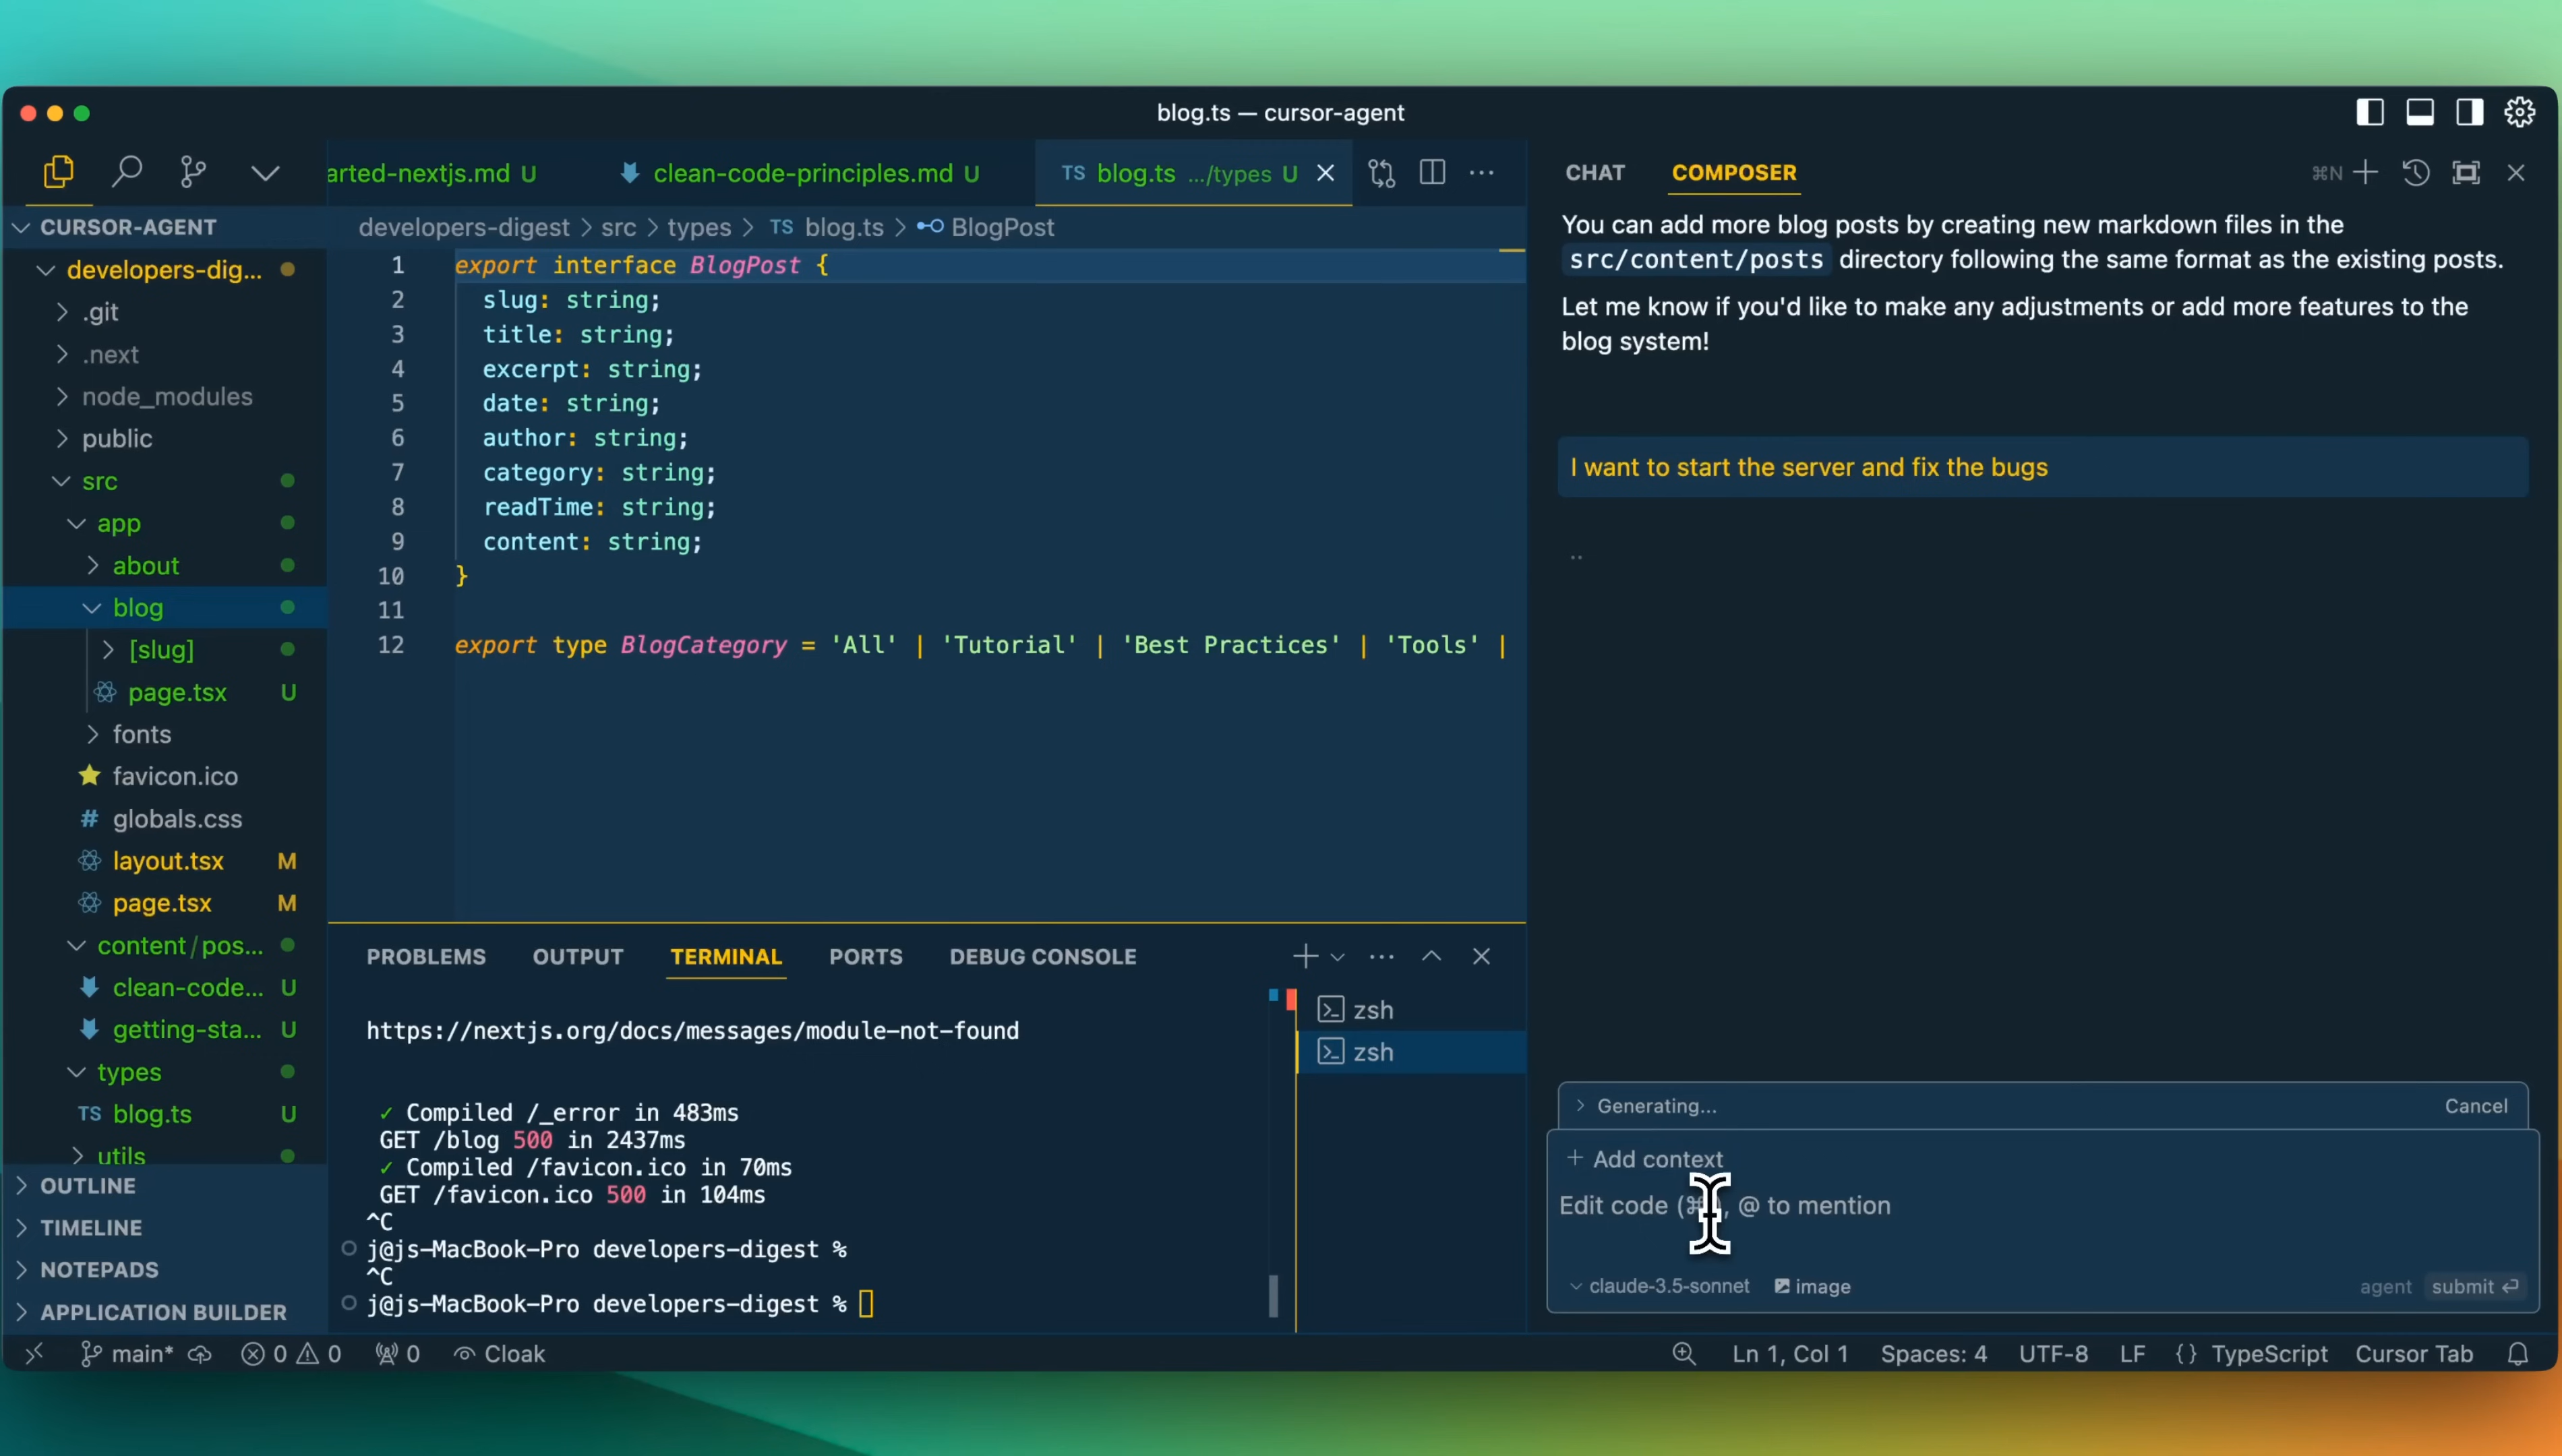 blog.ts — cursor-agent
arted-nextjs.md U
clean-code-principles.md U
TS blog.ts .../types U
CURSOR-AGENT
developers-dig...
.git
.next
node_modules
public
src
app
about
blog
[slug]
page.tsx U
fonts
favicon.ico
# globals.css
layout.tsx M
page.tsx M
content/pos...
clean-code... U
getting-sta... U
types
TS blog.ts U
utils
OUTLINE
TIMELINE
NOTEPADS
APPLICATION BUILDER
developers-digest > src > types > TS blog.ts > BlogPost
1 export interface BlogPost {
2 slug: string;
3 title: string;
4 excerpt: string;
5 date: string;
6 author: string;
7 category: string;
8 readTime: string;
9 content: string;
10 }
11
12 export type BlogCategory = 'All' | 'Tutorial' | 'Best Practices' | 'Tools' |
PROBLEMS OUTPUT TERMINAL PORTS DEBUG CONSOLE
https://nextjs.org/docs/messages/module-not-found
✓ Compiled /_error in 483ms
GET /blog 500 in 2437ms
✓ Compiled /favicon.ico in 70ms
GET /favicon.ico 500 in 104ms
^C
j@js-MacBook-Pro developers-digest %
^C
j@js-MacBook-Pro developers-digest %
zsh
zsh
CHAT COMPOSER
⌘N
You can add more blog posts by creating new markdown files in the
src/content/posts directory following the same format as the existing posts.
Let me know if you'd like to make any adjustments or add more features to the
blog system!
I want to start the server and fix the bugs
..
Generating... Cancel
+ Add context
Edit code (⌘ , @ to mention
claude-3.5-sonnet image agent submit
main* 0 0 0 Cloak
Ln 1, Col 1 Spaces: 4 UTF-8 LF {} TypeScript Cursor Tab